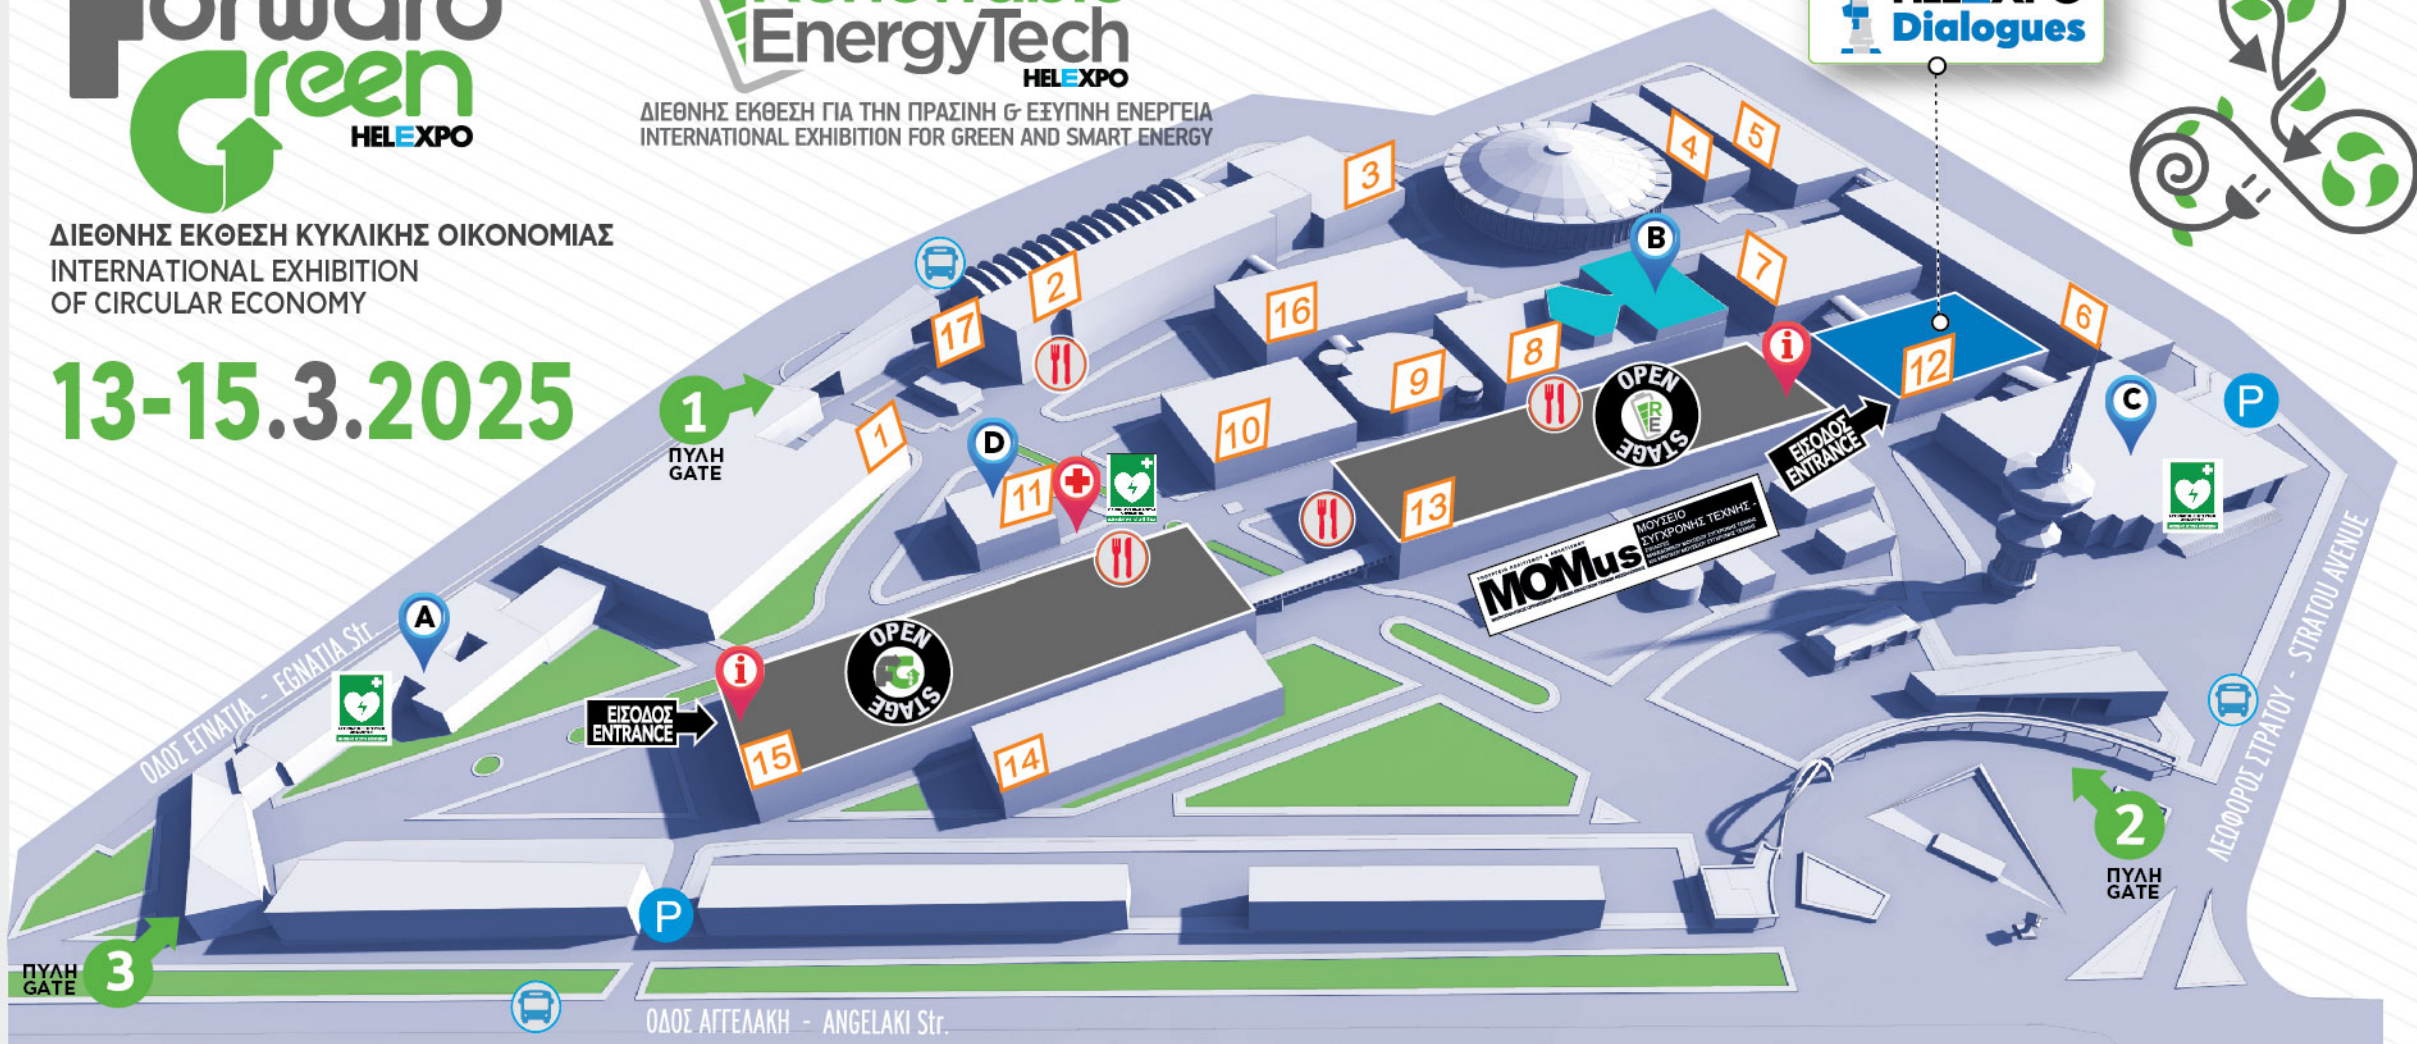 Forward
Green
HELEXPO
ΔΙΕΘΝΗΣ ΕΚΘΕΣΗ ΚΥΚΛΙΚΗΣ ΟΙΚΟΝΟΜΙΑΣ
INTERNATIONAL EXHIBITION
OF CIRCULAR ECONOMY
13-15.3.2025
Renewable
EnergyTech
HELEXPO
ΔΙΕΘΝΗΣ ΕΚΘΕΣΗ ΓΙΑ ΤΗΝ ΠΡΑΣΙΝΗ & ΕΞΥΠΝΗ ΕΝΕΡΓΕΙΑ
INTERNATIONAL EXHIBITION FOR GREEN AND SMART ENERGY
HELEXPO
Dialogues
5
4
3
B
7
2
17
16
6
8
12
9
1
ΠΥΛΗ
GATE
1
10
D
11
C
P
i
OPEN
RE
STAGE
ΕΙΣΟΔΟΣ
ENTRANCE
13
MOMus
ΜΟΥΣΕΙΟ
ΣΥΓΧΡΟΝΗΣ ΤΕΧΝΗΣ -
A
i
OPEN
FG
STAGE
ΕΙΣΟΔΟΣ
ENTRANCE
15
14
ΟΔΟΣ ΕΓΝΑΤΙΑ - EGNATIA Str.
ΛΕΩΦΟΡΟΣ ΣΤΡΑΤΟΥ - STRATOU AVENUE
2
ΠΥΛΗ
GATE
P
ΠΥΛΗ
GATE
3
ΟΔΟΣ ΑΓΓΕΛΑΚΗ - ANGELAKI Str.